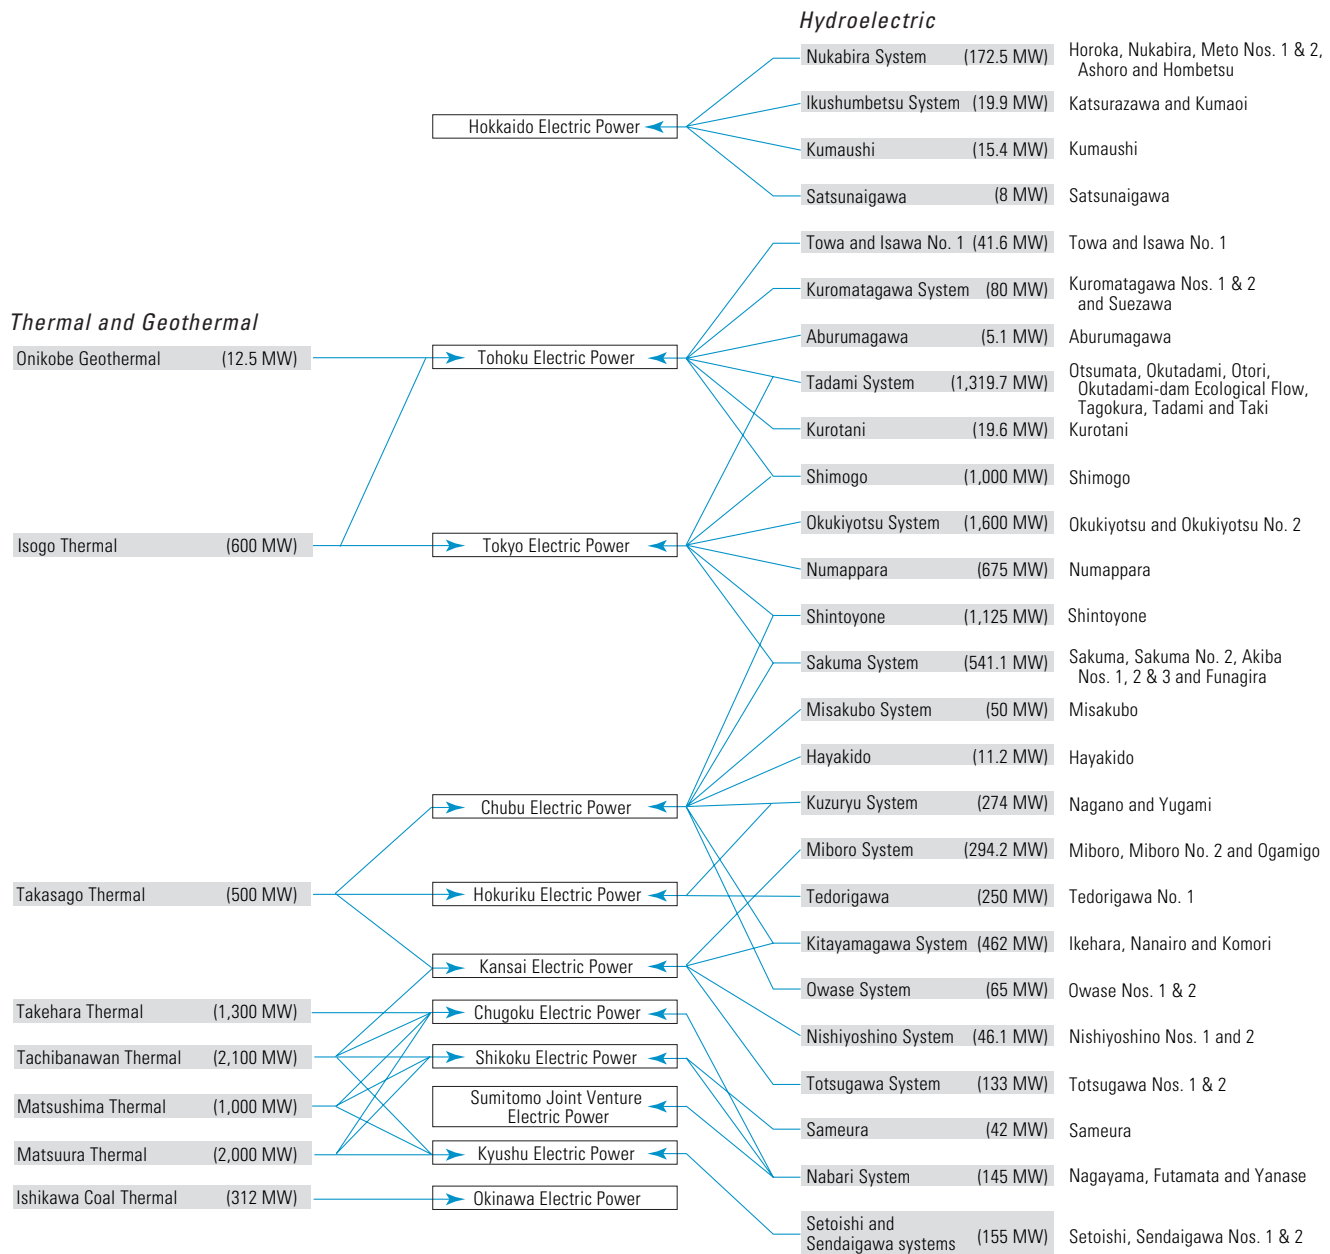 Hydroelectric
Nukabira System (172.5 MW) Horoka, Nukabira, Meto Nos. 1 & 2,
Ashoro and Hombetsu
Ikushumbetsu System (19.9 MW) Katsurazawa and Kumaoi
Hokkaido Electric Power
Kumaushi (15.4 MW) Kumaushi
Satsunaigawa (8 MW) Satsunaigawa
Towa and Isawa No. 1 (41.6 MW) Towa and Isawa No. 1
Kuromatagawa System (80 MW) Kuromatagawa Nos. 1 & 2
and Suezawa
Thermal and Geothermal
Aburumagawa (5.1 MW) Aburumagawa
Onikobe Geothermal (12.5 MW) Tohoku Electric Power
Tadami System (1,319.7 MW) Otsumata, Okutadami, Otori,
Okutadami-dam Ecological Flow,
Tagokura, Tadami and Taki
Kurotani (19.6 MW) Kurotani
Shimogo (1,000 MW) Shimogo
Okukiyotsu System (1,600 MW) Okukiyotsu and Okukiyotsu No. 2
Isogo Thermal (600 MW) Tokyo Electric Power
Numappara (675 MW) Numappara
Shintoyone (1,125 MW) Shintoyone
Sakuma System (541.1 MW) Sakuma, Sakuma No. 2, Akiba
Nos. 1, 2 & 3 and Funagira
Misakubo System (50 MW) Misakubo
Hayakido (11.2 MW) Hayakido
Chubu Electric Power
Kuzuryu System (274 MW) Nagano and Yugami
Miboro System (294.2 MW) Miboro, Miboro No. 2 and Ogamigo
Takasago Thermal (500 MW) Hokuriku Electric Power
Tedorigawa (250 MW) Tedorigawa No. 1
Kitayamagawa System (462 MW) Ikehara, Nanairo and Komori
Kansai Electric Power
Owase System (65 MW) Owase Nos. 1 & 2
Takehara Thermal (1,300 MW) Chugoku Electric Power
Nishiyoshino System (46.1 MW) Nishiyoshino Nos. 1 and 2
Tachibanawan Thermal (2,100 MW) Shikoku Electric Power
Totsugawa System (133 MW) Totsugawa Nos. 1 & 2
Matsushima Thermal (1,000 MW) Sumitomo Joint Venture
Electric Power
Sameura (42 MW) Sameura
Matsuura Thermal (2,000 MW) Kyushu Electric Power
Nabari System (145 MW) Nagayama, Futamata and Yanase
Ishikawa Coal Thermal (312 MW) Okinawa Electric Power
Setoishi and
Sendaigawa systems (155 MW) Setoishi, Sendaigawa Nos. 1 & 2